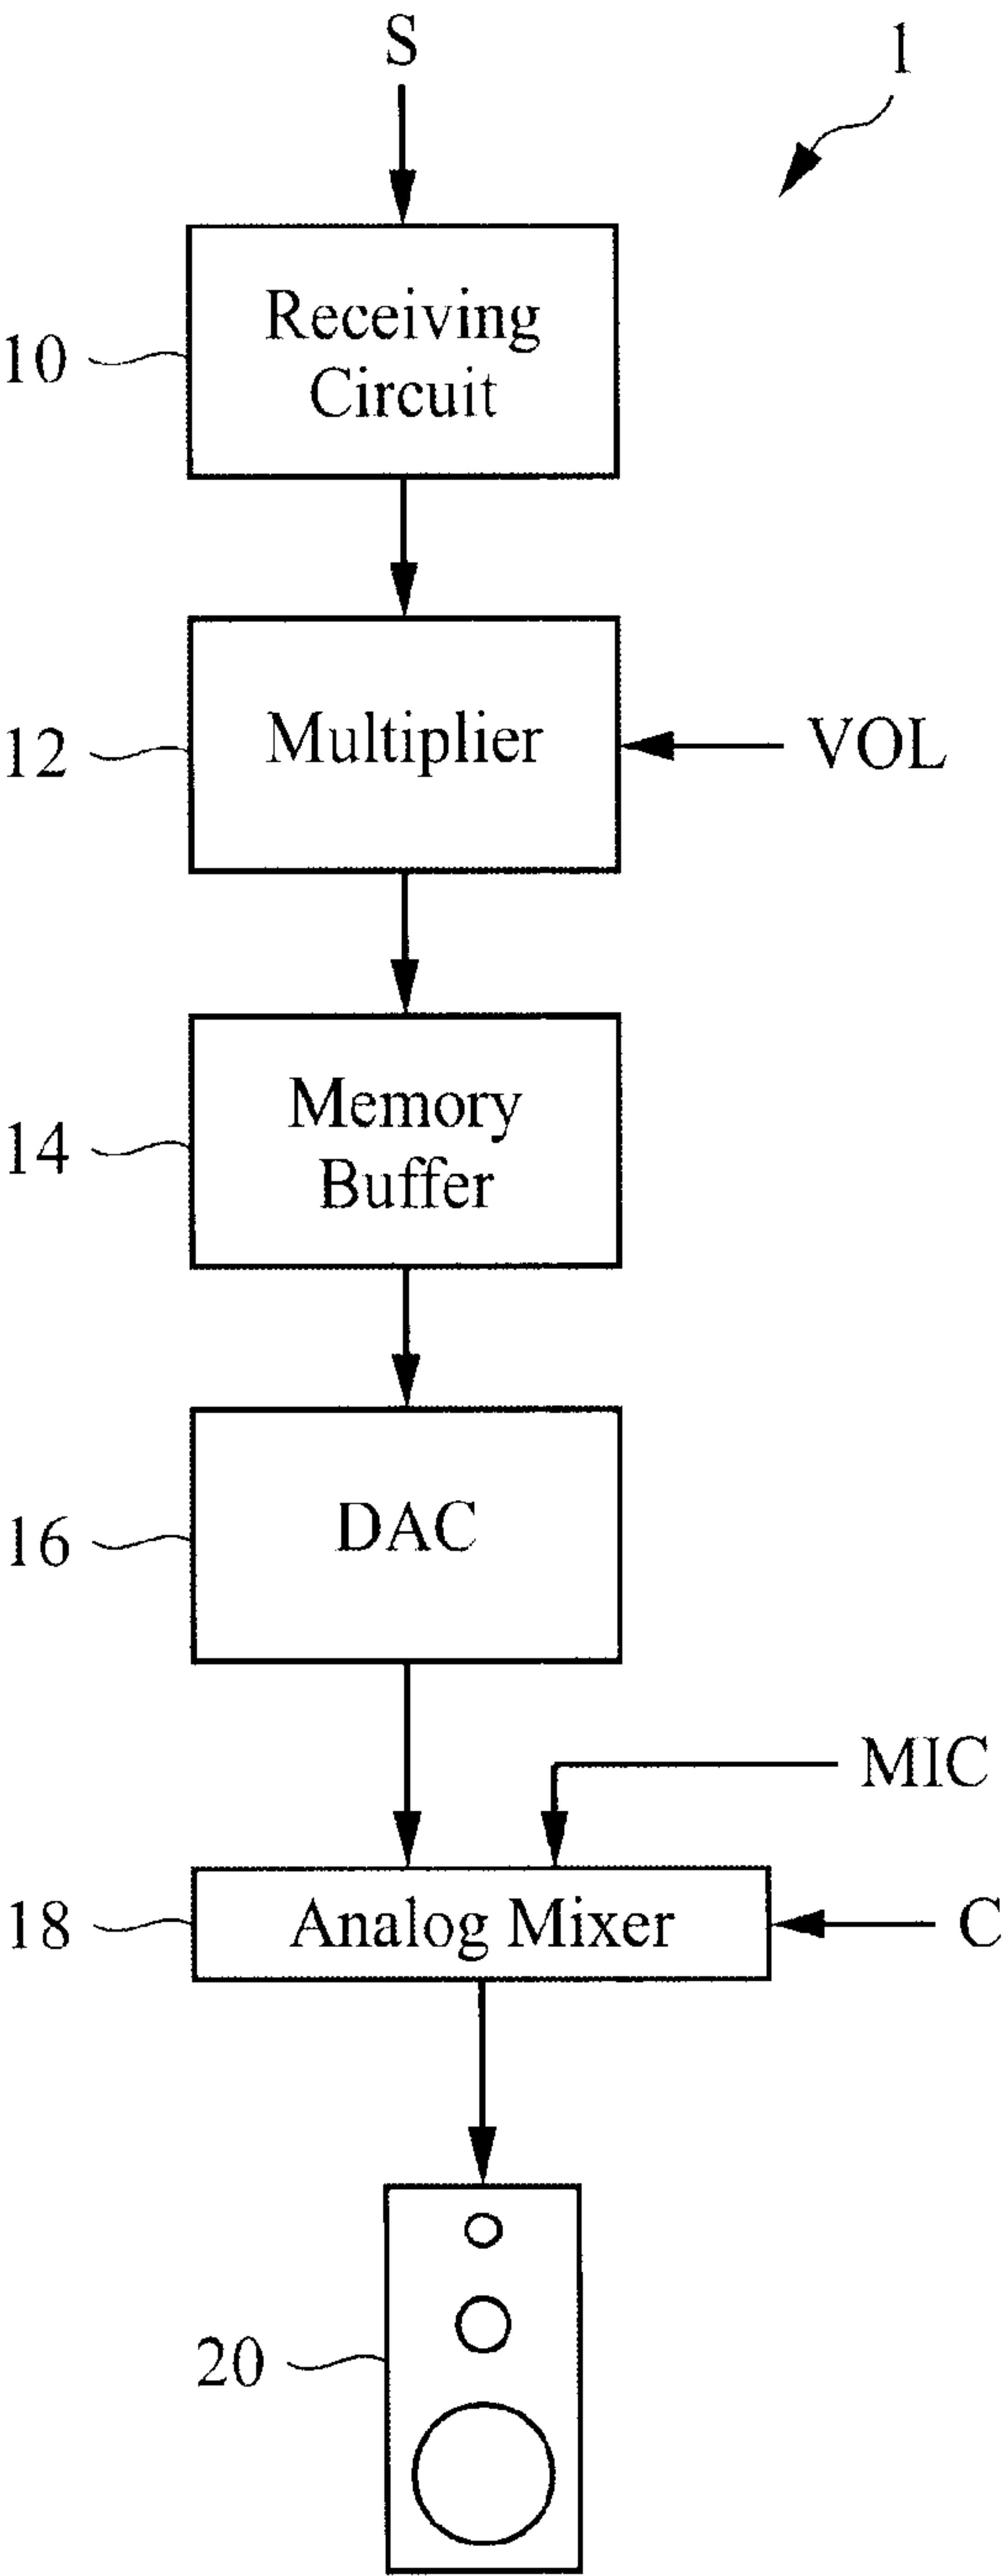 S
1
Receiving
Circuit
10
Multiplier
12
VOL
Memory
Buffer
14
DAC
16
MIC
Analog Mixer
18
C
20